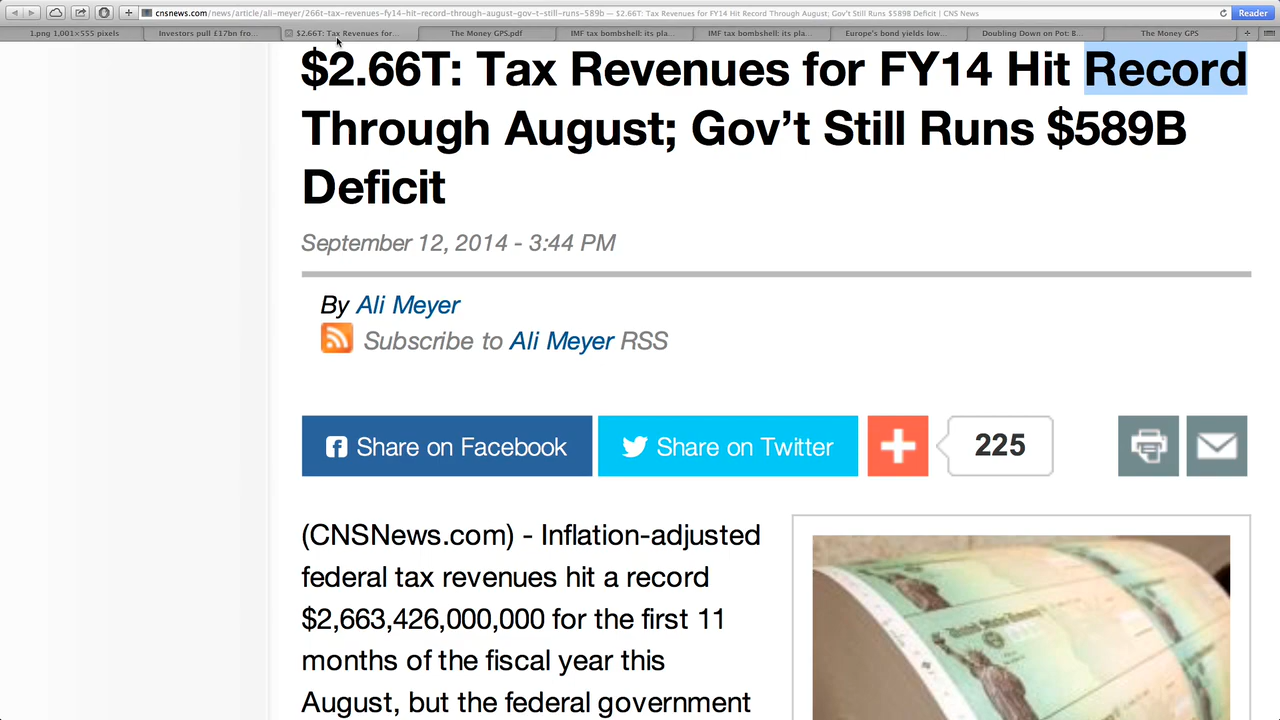 cnsnews.com/news/article/ali-meyer/266t-tax-revenues-fy14-hit-record-through-august-gov-t-still-runs-589b — $2.66T: Tax Revenues for FY14 Hit Record Through August; Gov't Still Runs $589B Deficit | CNS News
Reader
1.png 1,001×555 pixels
Investors pull £17bn fro...
$2.66T: Tax Revenues for...
The Money GPS.pdf
IMF tax bombshell: its pla...
IMF tax bombshell: its pla...
Europe's bond yields low...
Doubling Down on Pot: B...
The Money GPS
$2.66T: Tax Revenues for FY14 Hit Record
Through August; Gov’t Still Runs $589B
Deficit
September 12, 2014 - 3:44 PM
By Ali Meyer
Subscribe to Ali Meyer RSS
Share on Facebook
Share on Twitter
225
(CNSNews.com) - Inflation-adjusted
federal tax revenues hit a record
$2,663,426,000,000 for the first 11
months of the fiscal year this
August, but the federal government